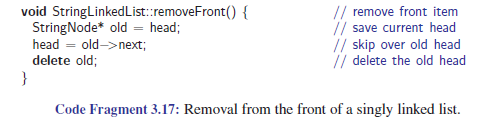 void StringLinkedList::removeFront() { // remove front item
StringNode* old = head; // save current head
head = old−>next; // skip over old head
delete old; // delete the old head
}
Code Fragment 3.17: Removal from the front of a singly linked list.